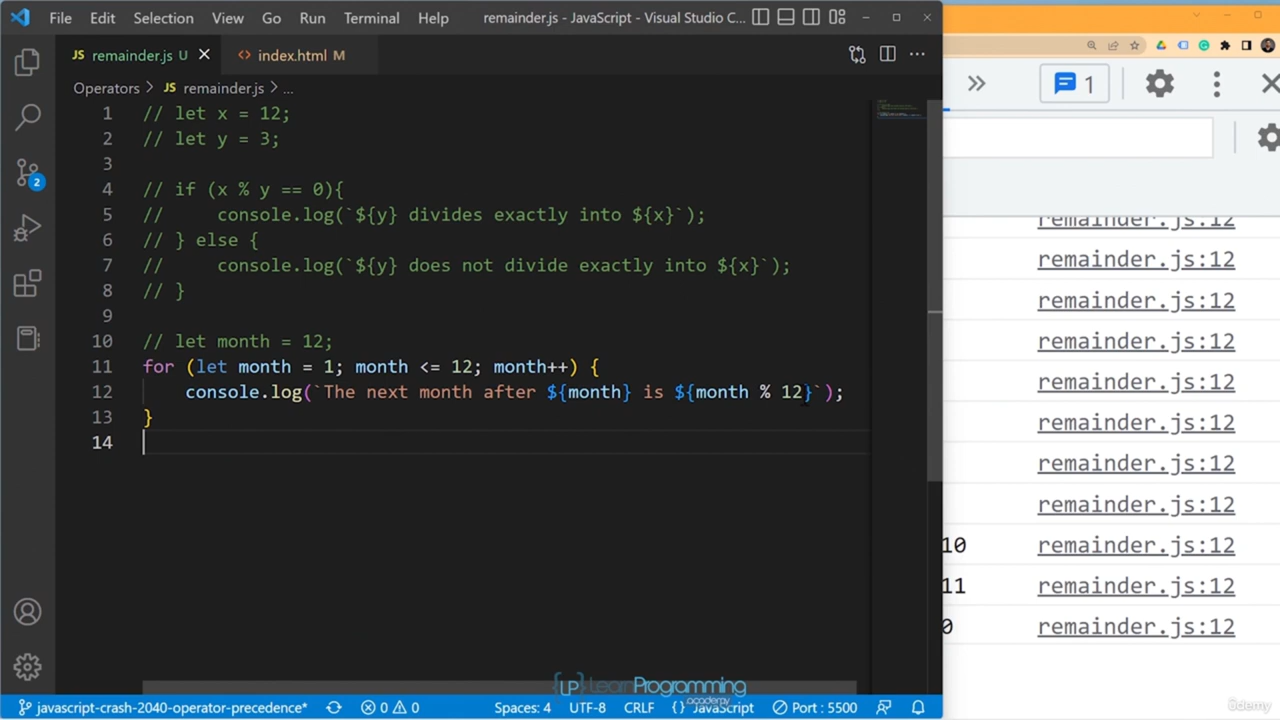 File Edit Selection View Go Run Terminal Help remainder.js - JavaScript - Visual Studio C...
JS remainder.js U index.html M
Operators > JS remainder.js > ...
1 // let x = 12;
2 // let y = 3;
3
4 // if (x % y == 0){
5 //     console.log(`${y} divides exactly into ${x}`);
6 // } else {
7 //     console.log(`${y} does not divide exactly into ${x}`);
8 // }
9
10 // let month = 12;
11 for (let month = 1; month <= 12; month++) {
12     console.log(`The next month after ${month} is ${month % 12}`);
13 }
14
2
1
remainder.js:12
remainder.js:12
remainder.js:12
remainder.js:12
remainder.js:12
remainder.js:12
remainder.js:12
remainder.js:12
10 remainder.js:12
11 remainder.js:12
0 remainder.js:12
{LP} LearnProgramming
academy
javascript-crash-2040-operator-precedence* 0 0 Spaces: 4 UTF-8 CRLF {} JavaScript Port : 5500
ûdemy